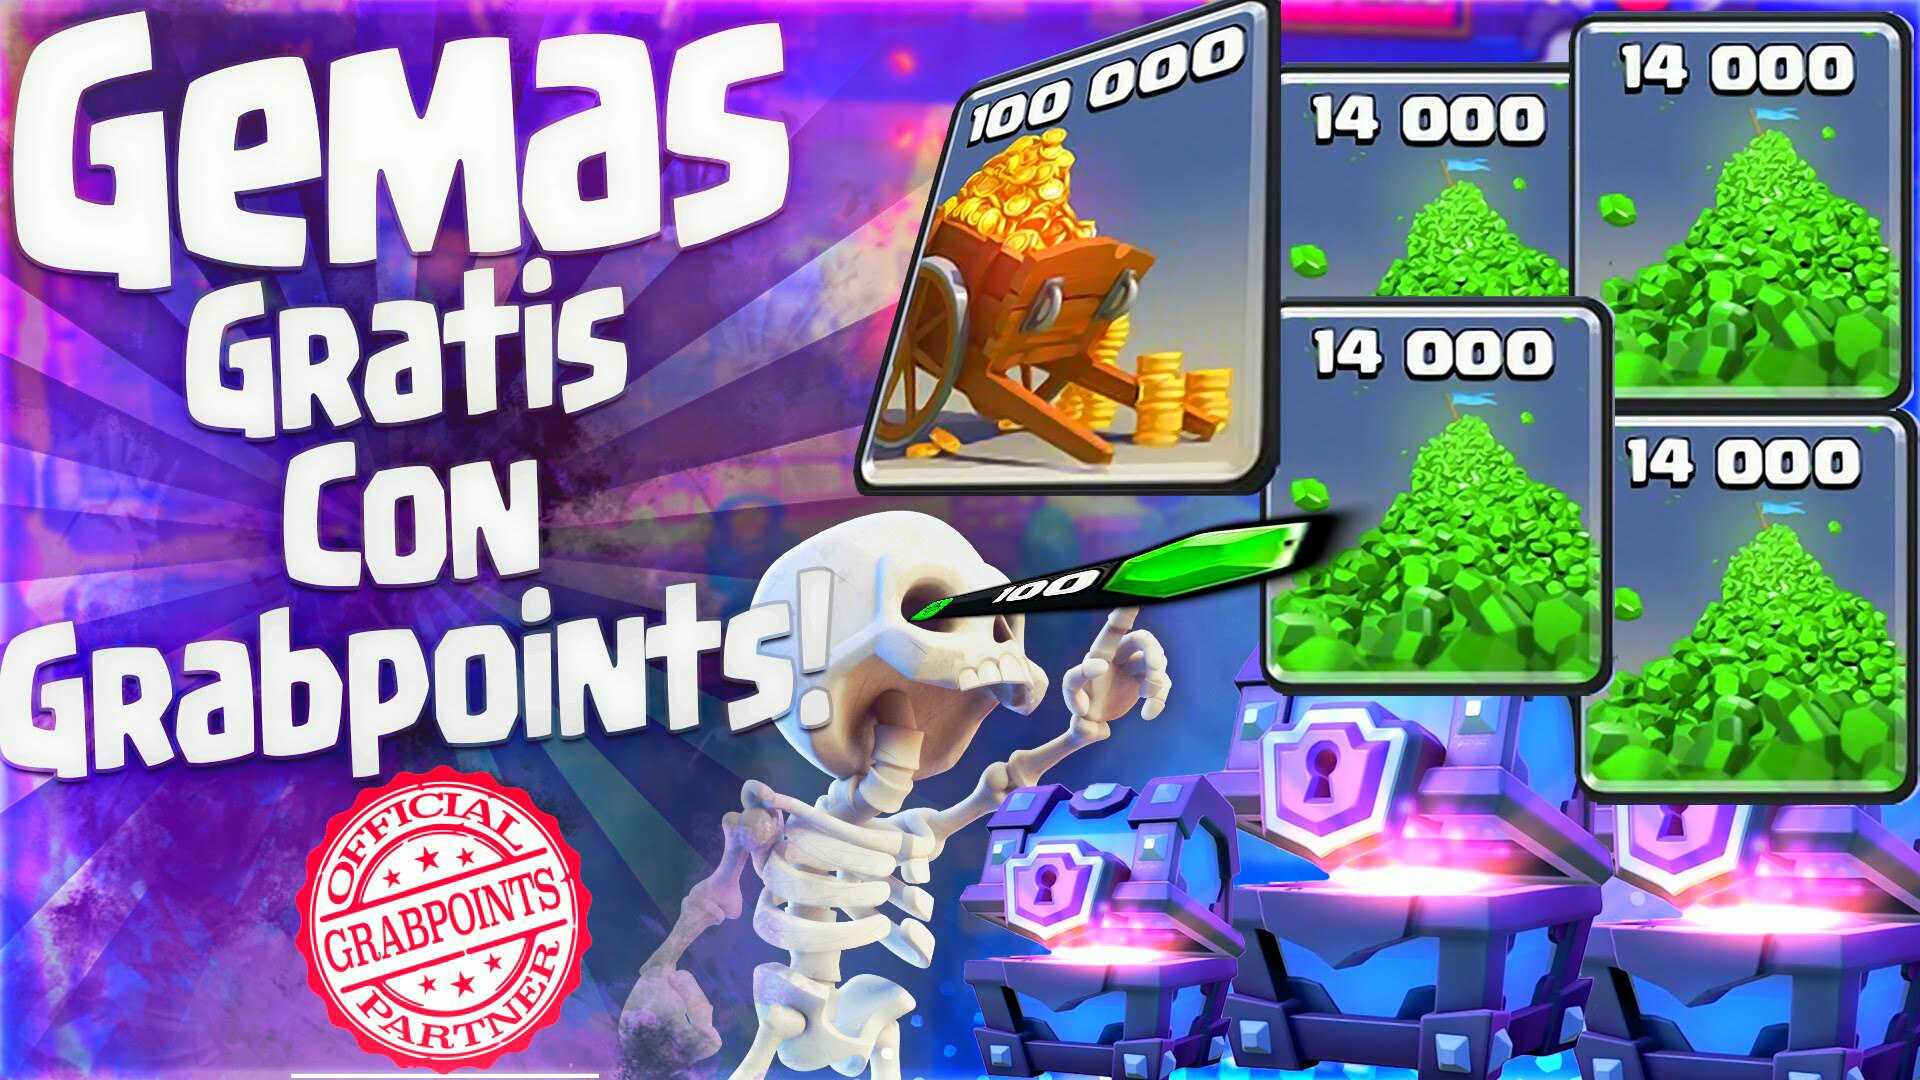 Gemas
Gratis
Con
Grabpoints!
OFFICIAL
GRABPOINTS
PARTNER
100 000
14 000
14 000
14 000
14 000
100